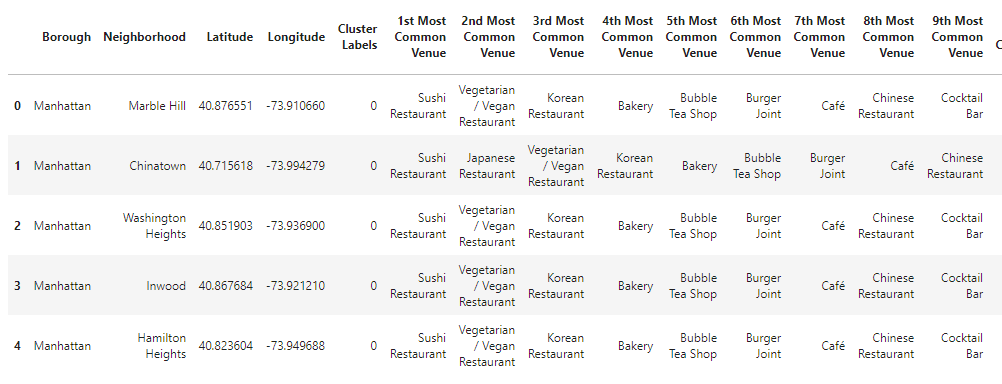 Borough Neighborhood Latitude Longitude Cluster Labels 1st Most Common Venue 2nd Most Common Venue 3rd Most Common Venue 4th Most Common Venue 5th Most Common Venue 6th Most Common Venue 7th Most Common Venue 8th Most Common Venue 9th Most Common Venue C
0 Manhattan Marble Hill 40.876551 -73.910660 0 Sushi Restaurant Vegetarian / Vegan Restaurant Korean Restaurant Bakery Bubble Tea Shop Burger Joint Café Chinese Restaurant Cocktail Bar
1 Manhattan Chinatown 40.715618 -73.994279 0 Sushi Restaurant Japanese Restaurant Vegetarian / Vegan Restaurant Korean Restaurant Bakery Bubble Tea Shop Burger Joint Café Chinese Restaurant
2 Manhattan Washington Heights 40.851903 -73.936900 0 Sushi Restaurant Vegetarian / Vegan Restaurant Korean Restaurant Bakery Bubble Tea Shop Burger Joint Café Chinese Restaurant Cocktail Bar
3 Manhattan Inwood 40.867684 -73.921210 0 Sushi Restaurant Vegetarian / Vegan Restaurant Korean Restaurant Bakery Bubble Tea Shop Burger Joint Café Chinese Restaurant Cocktail Bar
4 Manhattan Hamilton Heights 40.823604 -73.949688 0 Sushi Restaurant Vegetarian / Vegan Restaurant Korean Restaurant Bakery Bubble Tea Shop Burger Joint Café Chinese Restaurant Cocktail Bar